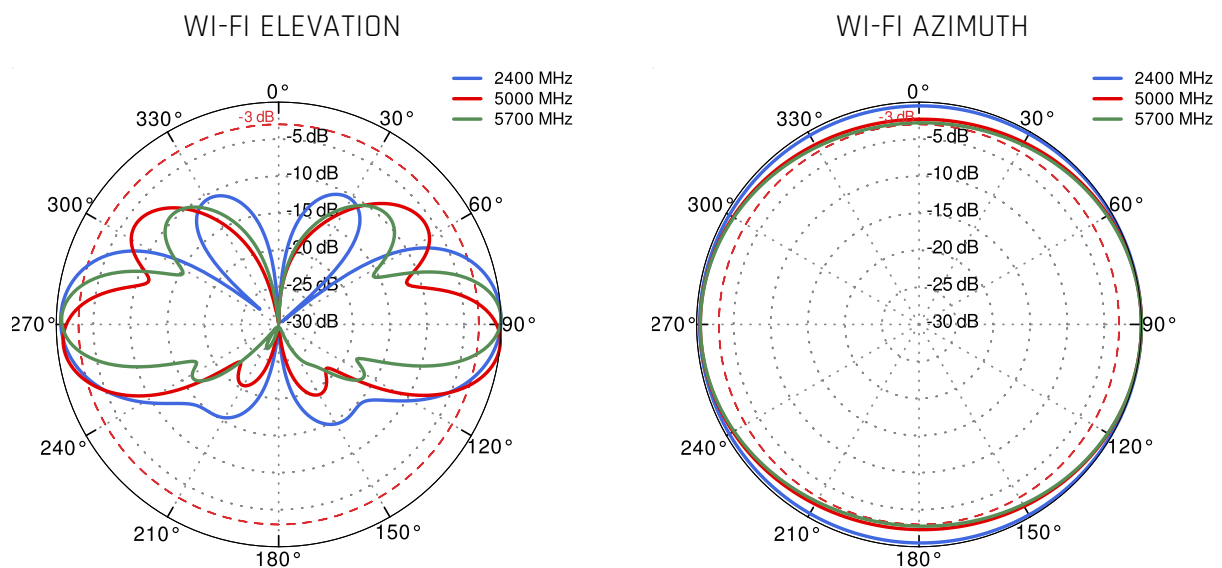 WI-FI ELEVATION
2400 MHz
5000 MHz
5700 MHz
0°
30°
60°
90°
120°
150°
180°
210°
240°
270°
300°
330°
-3 dB
-5 dB
-10 dB
-15 dB
-20 dB
-25 dB
-30 dB
WI-FI AZIMUTH
2400 MHz
5000 MHz
5700 MHz
0°
30°
60°
90°
120°
150°
180°
210°
240°
270°
300°
330°
-3 dB
-5 dB
-10 dB
-15 dB
-20 dB
-25 dB
-30 dB